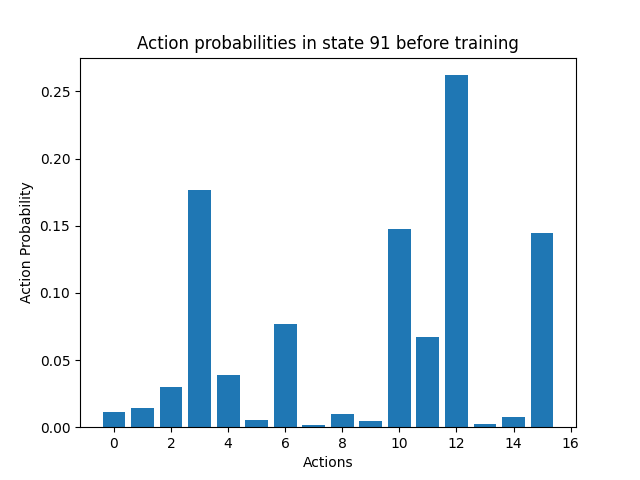 Action probabilities in state 91 before training
Action Probability
0.25
0.20
0.15
0.10
0.05
0.00
0 2 4 6 8 10 12 14 16
Actions